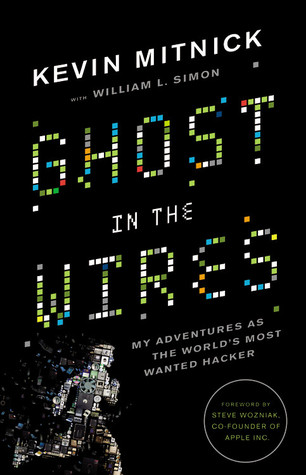 KEVIN MITNICK
WITH WILLIAM L. SIMON
GHOST
IN THE
WIRES
MY ADVENTURES AS
THE WORLD'S MOST
WANTED HACKER
FOREWORD BY
STEVE WOZNIAK,
CO-FOUNDER OF
APPLE INC.